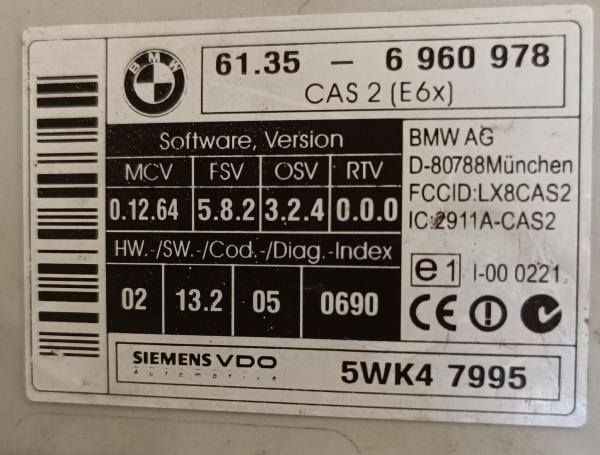 BMW
61.35 - 6 960 978
CAS 2 (E6x)
Software, Version
MCV FSV OSV RTV
0.12.64 5.8.2 3.2.4 0.0.0
HW.-/SW.-/Cod.-/Diag.-Index
02 13.2 05 0690
BMW AG
D-80788München
FCCID:LX8CAS2
IC:2911A-CAS2
e1 I-00 0221
CE
SIEMENS VDO
Automotive
5WK4 7995